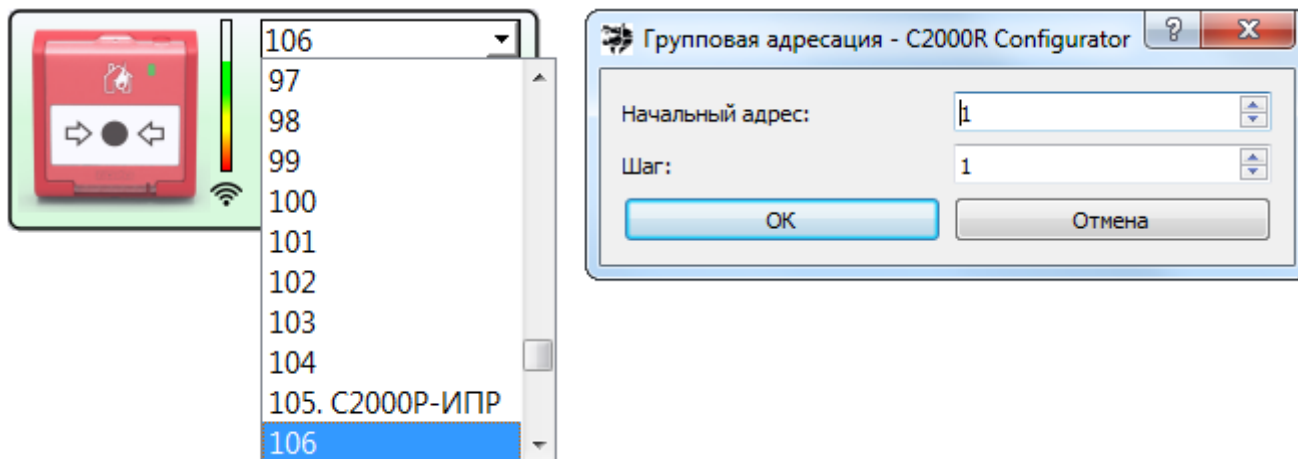 106
97
98
99
100
101
102
103
104
105. С2000Р-ИПР
106
Групповая адресация - C2000R Configurator
Начальный адрес: 1
Шаг: 1
OK Отмена